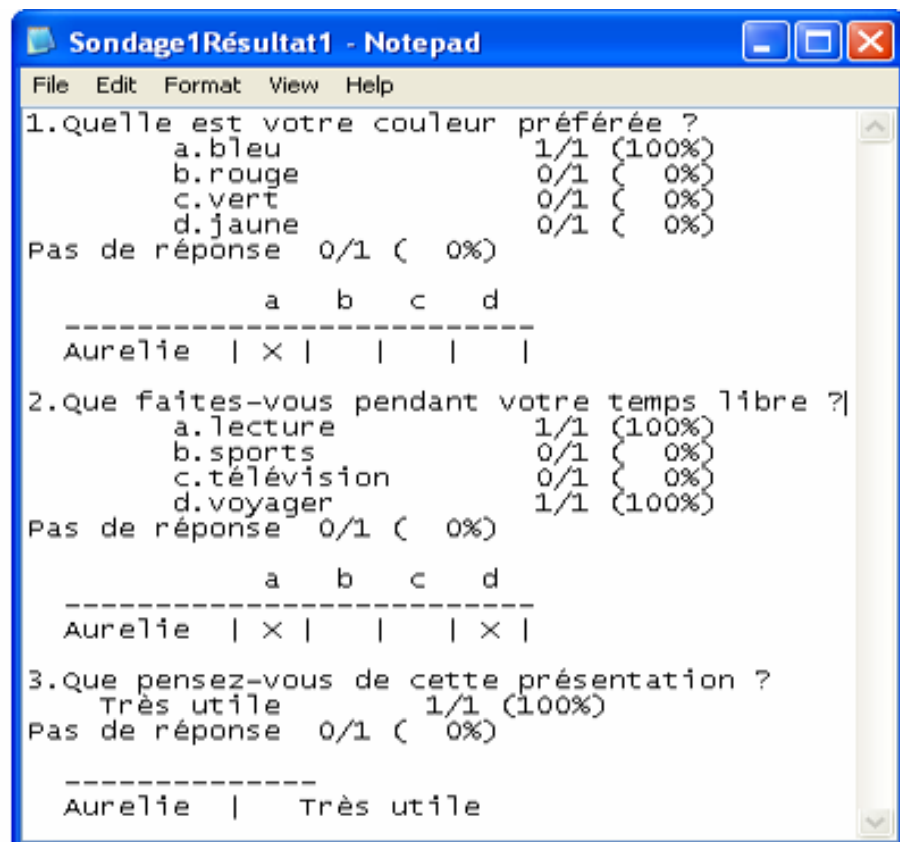 Sondage1Résultat1 - Notepad
File Edit Format View Help
1.Quelle est votre couleur préférée ?
a.bleu 1/1 (100%)
b.rouge 0/1 ( 0%)
c.vert 0/1 ( 0%)
d.jaune 0/1 ( 0%)
Pas de réponse 0/1 ( 0%)
a b c d
--------------------------
Aurelie | X | | | |
2.Que faites-vous pendant votre temps libre ?
a.lecture 1/1 (100%)
b.sports 0/1 ( 0%)
c.télévision 0/1 ( 0%)
d.voyager 1/1 (100%)
Pas de réponse 0/1 ( 0%)
a b c d
--------------------------
Aurelie | X | | | X |
3.Que pensez-vous de cette présentation ?
Très utile 1/1 (100%)
Pas de réponse 0/1 ( 0%)
--------------
Aurelie | Très utile